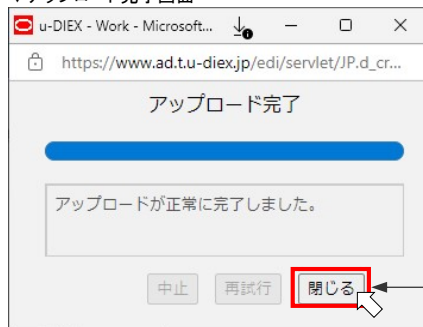 u-DIEX - Work - Microsoft...
https://www.ad.t.u-diex.jp/edi/servlet/JP.d_cr...
アップロード完了
アップロードが正常に完了しました。
中止 再試行 閉じる